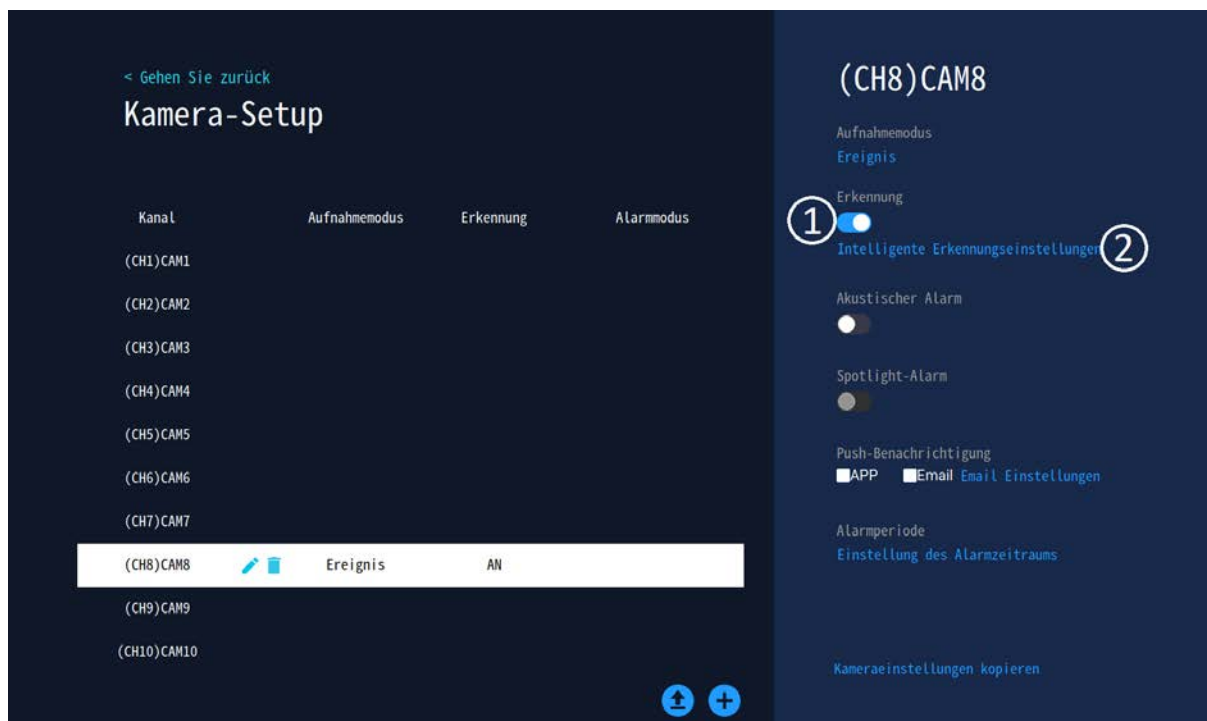 < Gehen Sie zurück
Kamera-Setup
Kanal Aufnahmemodus Erkennung Alarmmodus
(CH1)CAM1
(CH2)CAM2
(CH3)CAM3
(CH4)CAM4
(CH5)CAM5
(CH6)CAM6
(CH7)CAM7
(CH8)CAM8 Ereignis AN
(CH9)CAM9
(CH10)CAM10
(CH8)CAM8
Aufnahmemodus
Ereignis
Erkennung
1
Intelligente Erkennungseinstellungen 2
Akustischer Alarm
Spotlight-Alarm
Push-Benachrichtigung
APP Email Email Einstellungen
Alarmperiode
Einstellung des Alarmzeitraums
Kameraeinstellungen kopieren